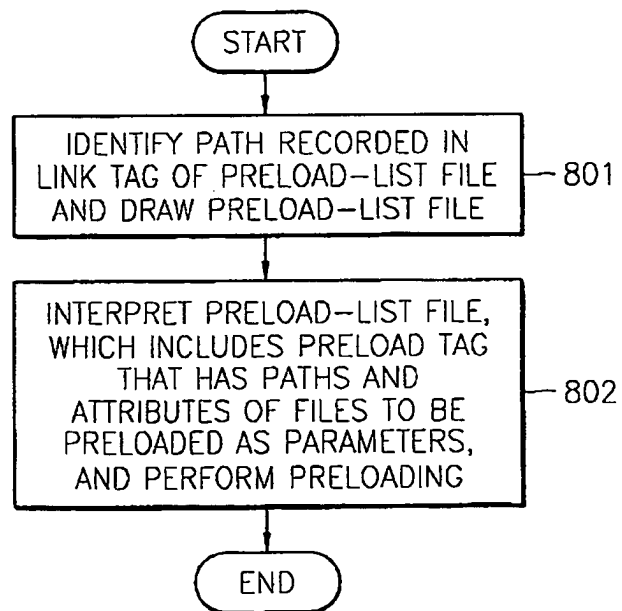 START
IDENTIFY PATH RECORDED IN
LINK TAG OF PRELOAD-LIST FILE
AND DRAW PRELOAD-LIST FILE
801
INTERPRET PRELOAD-LIST FILE,
WHICH INCLUDES PRELOAD TAG
THAT HAS PATHS AND
ATTRIBUTES OF FILES TO BE
PRELOADED AS PARAMETERS,
AND PERFORM PRELOADING
802
END